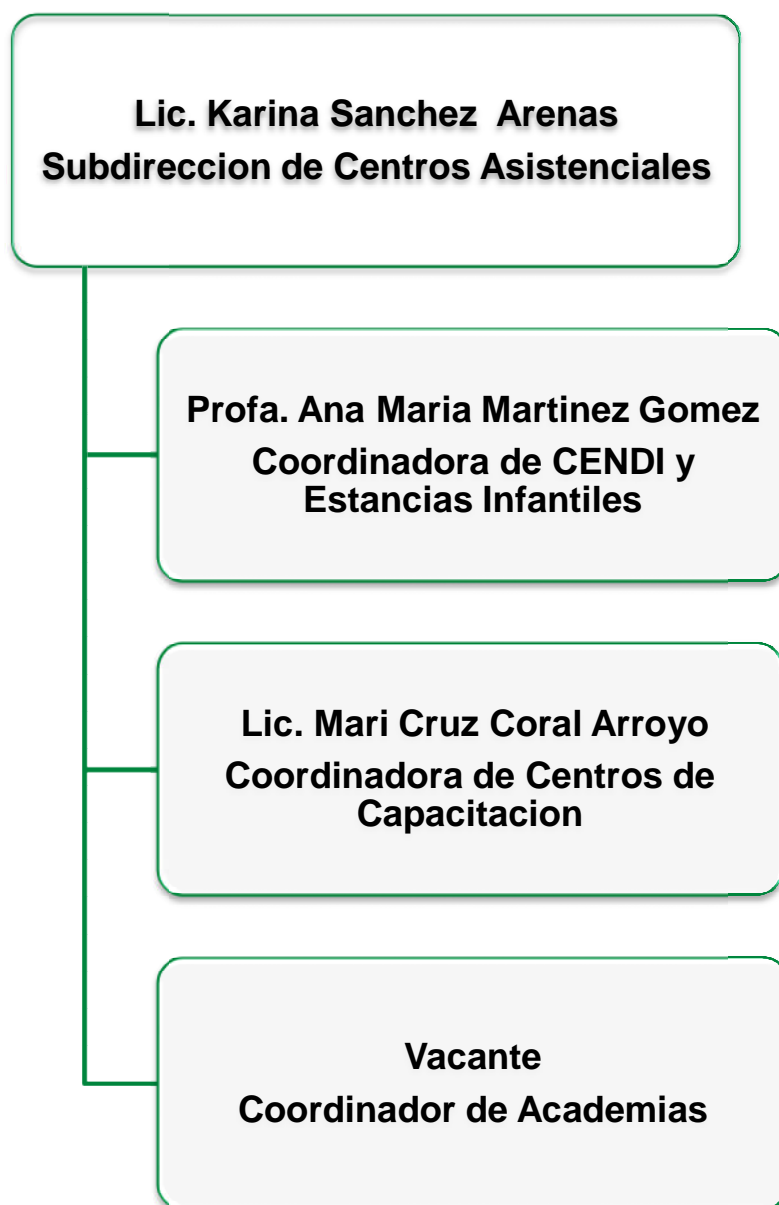 Lic. Karina Sanchez Arenas
Subdireccion de Centros Asistenciales
Profa. Ana Maria Martinez Gomez
Coordinadora de CENDI y
Estancias Infantiles
Lic. Mari Cruz Coral Arroyo
Coordinadora de Centros de
Capacitacion
Vacante
Coordinador de Academias